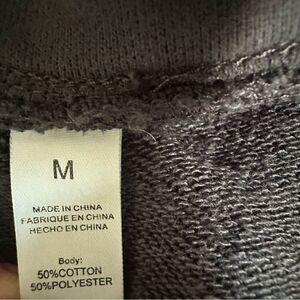 M
MADE IN CHINA
FABRIQUE EN CHINA
HECHO EN CHINA
Body:
50%COTTON
50%POLYESTER